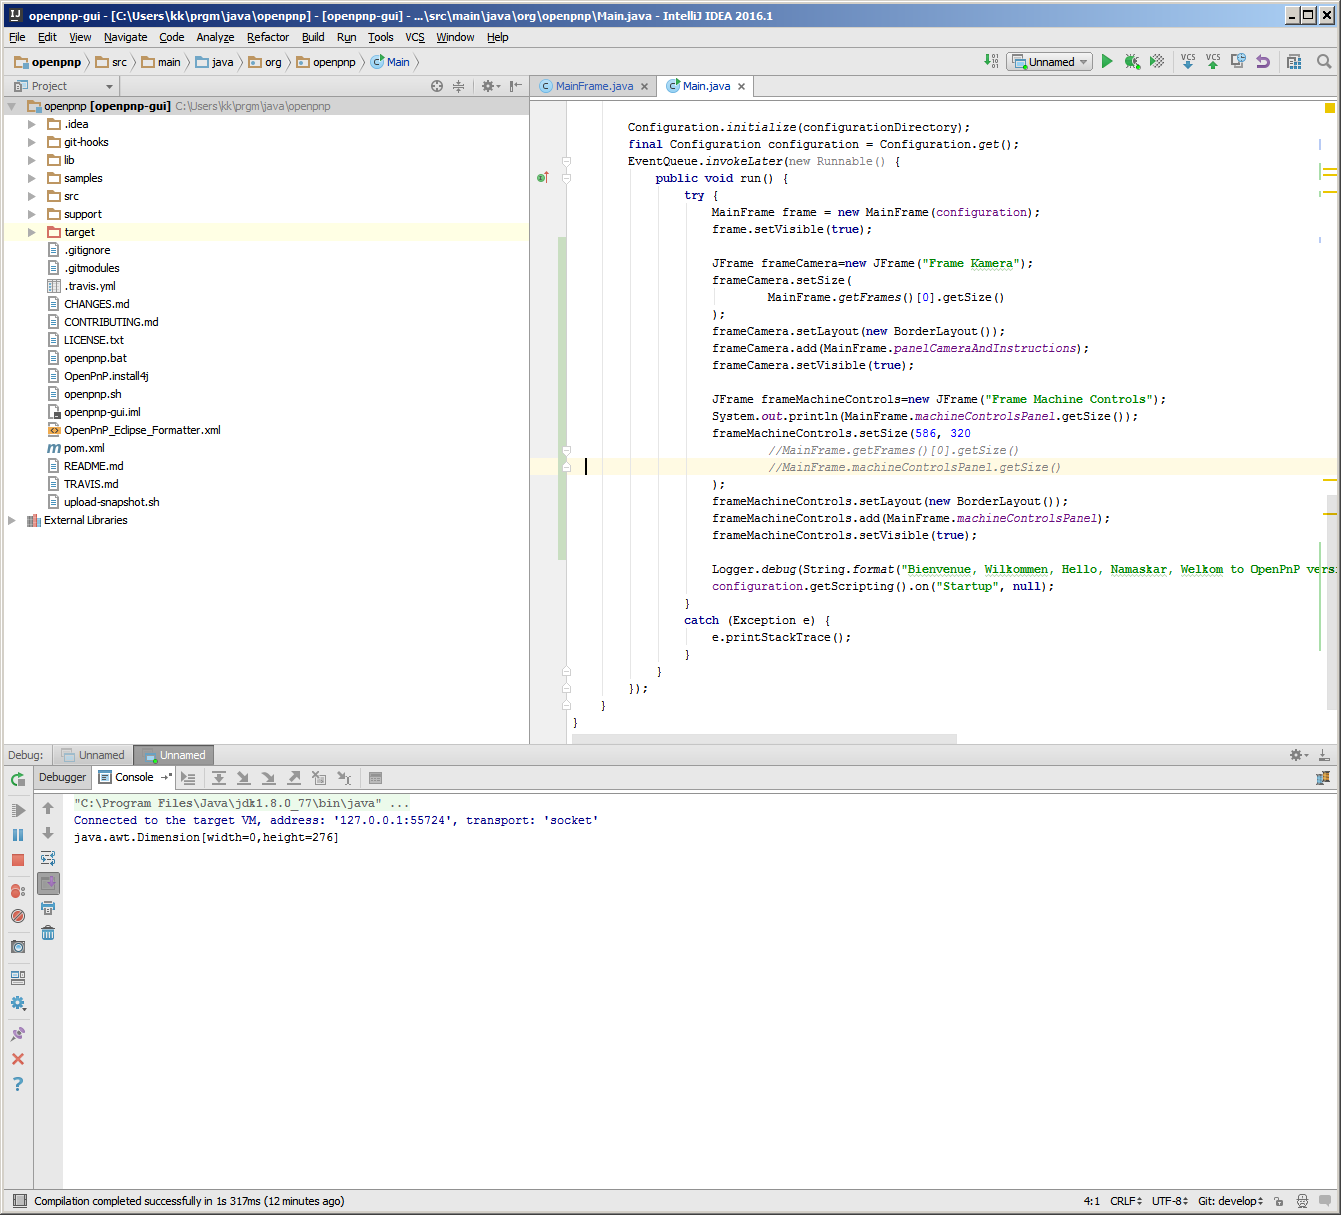 openpnp-gui - [C:\Users\kk\prgm\java\openpnp] - [openpnp-gui] - ...\src\main\java\org\openpnp\Main.java - IntelliJ IDEA 2016.1
File Edit View Navigate Code Analyze Refactor Build Run Tools VCS Window Help
openpnp src main java org openpnp Main Unnamed VCS VCS
Project
MainFrame.java Main.java
openpnp [openpnp-gui] C:\Users\kk\prgm\java\openpnp
.idea
git-hooks
lib
samples
src
support
target
.gitignore
.gitmodules
.travis.yml
CHANGES.md
CONTRIBUTING.md
LICENSE.txt
openpnp.bat
OpenPnP.install4j
openpnp.sh
openpnp-gui.iml
OpenPnP_Eclipse_Formatter.xml
pom.xml
README.md
TRAVIS.md
upload-snapshot.sh
External Libraries
Configuration.initialize(configurationDirectory);
final Configuration configuration = Configuration.get();
EventQueue.invokeLater(new Runnable() {
public void run() {
try {
MainFrame frame = new MainFrame(configuration);
frame.setVisible(true);
JFrame frameCamera=new JFrame("Frame Kamera");
frameCamera.setSize(
MainFrame.getFrames()[0].getSize()
);
frameCamera.setLayout(new BorderLayout());
frameCamera.add(MainFrame.panelCameraAndInstructions);
frameCamera.setVisible(true);
JFrame frameMachineControls=new JFrame("Frame Machine Controls");
System.out.println(MainFrame.machineControlsPanel.getSize());
frameMachineControls.setSize(586, 320
//MainFrame.getFrames()[0].getSize()
//MainFrame.machineControlsPanel.getSize()
);
frameMachineControls.setLayout(new BorderLayout());
frameMachineControls.add(MainFrame.machineControlsPanel);
frameMachineControls.setVisible(true);
Logger.debug(String.format("Bienvenue, Wilkommen, Hello, Namaskar, Welkom to OpenPnP versi
configuration.getScripting().on("Startup", null);
}
catch (Exception e) {
e.printStackTrace();
}
}
});
}
}
Debug: Unnamed Unnamed
Debugger Console
"C:\Program Files\Java\jdk1.8.0_77\bin\java" ...
Connected to the target VM, address: '127.0.0.1:55724', transport: 'socket'
java.awt.Dimension[width=0,height=276]
Compilation completed successfully in 1s 317ms (12 minutes ago) 4:1 CRLF UTF-8 Git: develop